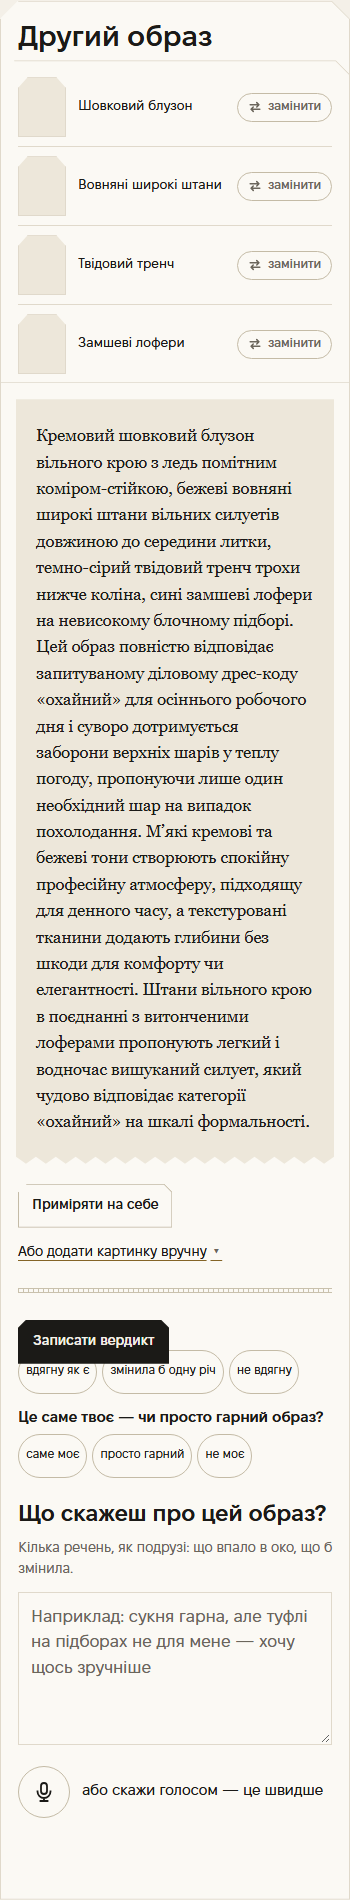 Другий образ
Шовковий блузон
замінити
Вовняні широкі штани
замінити
Твідовий тренч
замінити
Замшеві лофери
замінити
Кремовий шовковий блузон
вільного крою з ледь помітним
коміром-стійкою, бежеві вовняні
широкі штани вільних силуетів
довжиною до середини литки,
темно-сірий твідовий тренч трохи
нижче коліна, сині замшеві лофери
на невисокому блочному підборі.
Цей образ повністю відповідає
запитуваному діловому дрес-коду
«охайний» для осіннього робочого
дня і суворо дотримується
заборони верхніх шарів у теплу
погоду, пропонуючи лише один
необхідний шар на випадок
похолодання. М’які кремові та
бежеві тони створюють спокійну
професійну атмосферу, підходящу
для денного часу, а текстуровані
тканини додають глибини без
шкоди для комфорту чи
елегантності. Штани вільного крою
в поєднанні з витонченими
лоферами пропонують легкий і
водночас вишуканий силует, який
чудово відповідає категорії
«охайний» на шкалі формальності.
Приміряти на себе
Або додати картинку вручну ▾
Записати вердикт
вдягну як є
змінила б одну річ
не вдягну
Це саме твоє — чи просто гарний образ?
саме моє
просто гарний
не моє
Що скажеш про цей образ?
Кілька речень, як подрузі: що впало в око, що б
змінила.
Наприклад: сукня гарна, але туфлі
на підборах не для мене — хочу
щось зручніше
або скажи голосом — це швидше